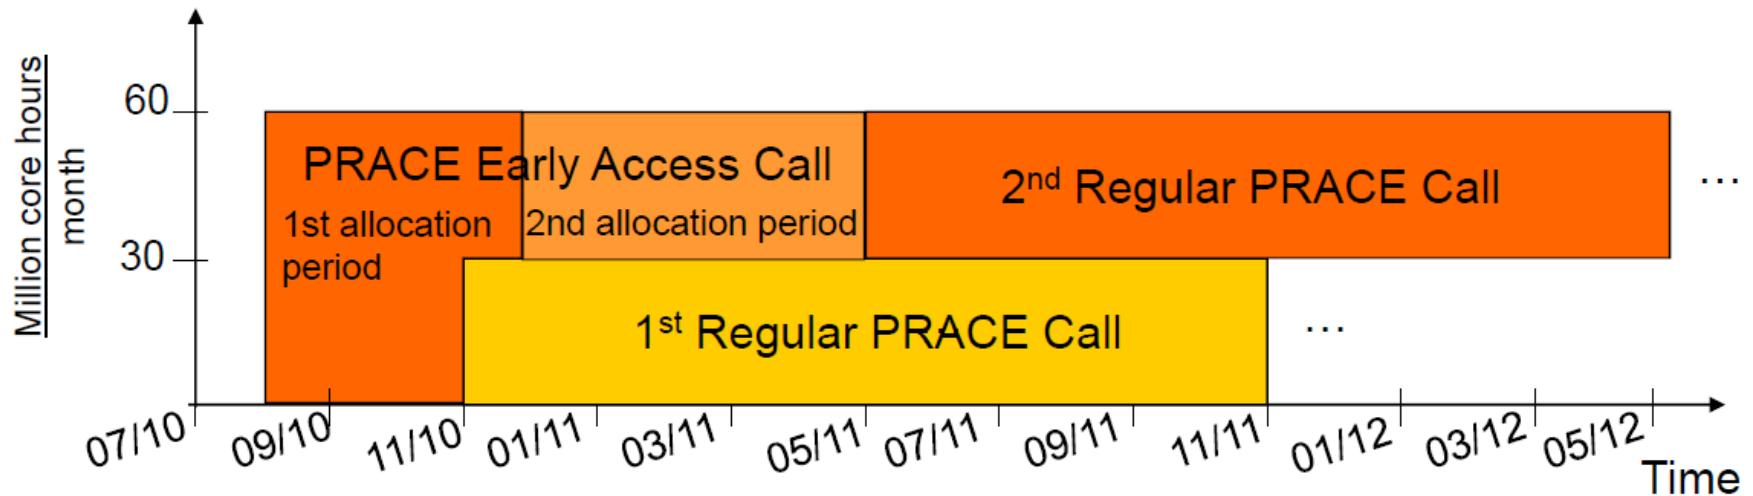 Million core hours
month
60
30
PRACE Early Access Call
1st allocation
period
2nd allocation period
2nd Regular PRACE Call
...
1st Regular PRACE Call
...
07/10
09/10
11/10
01/11
03/11
05/11
07/11
09/11
11/11
01/12
03/12
05/12
Time